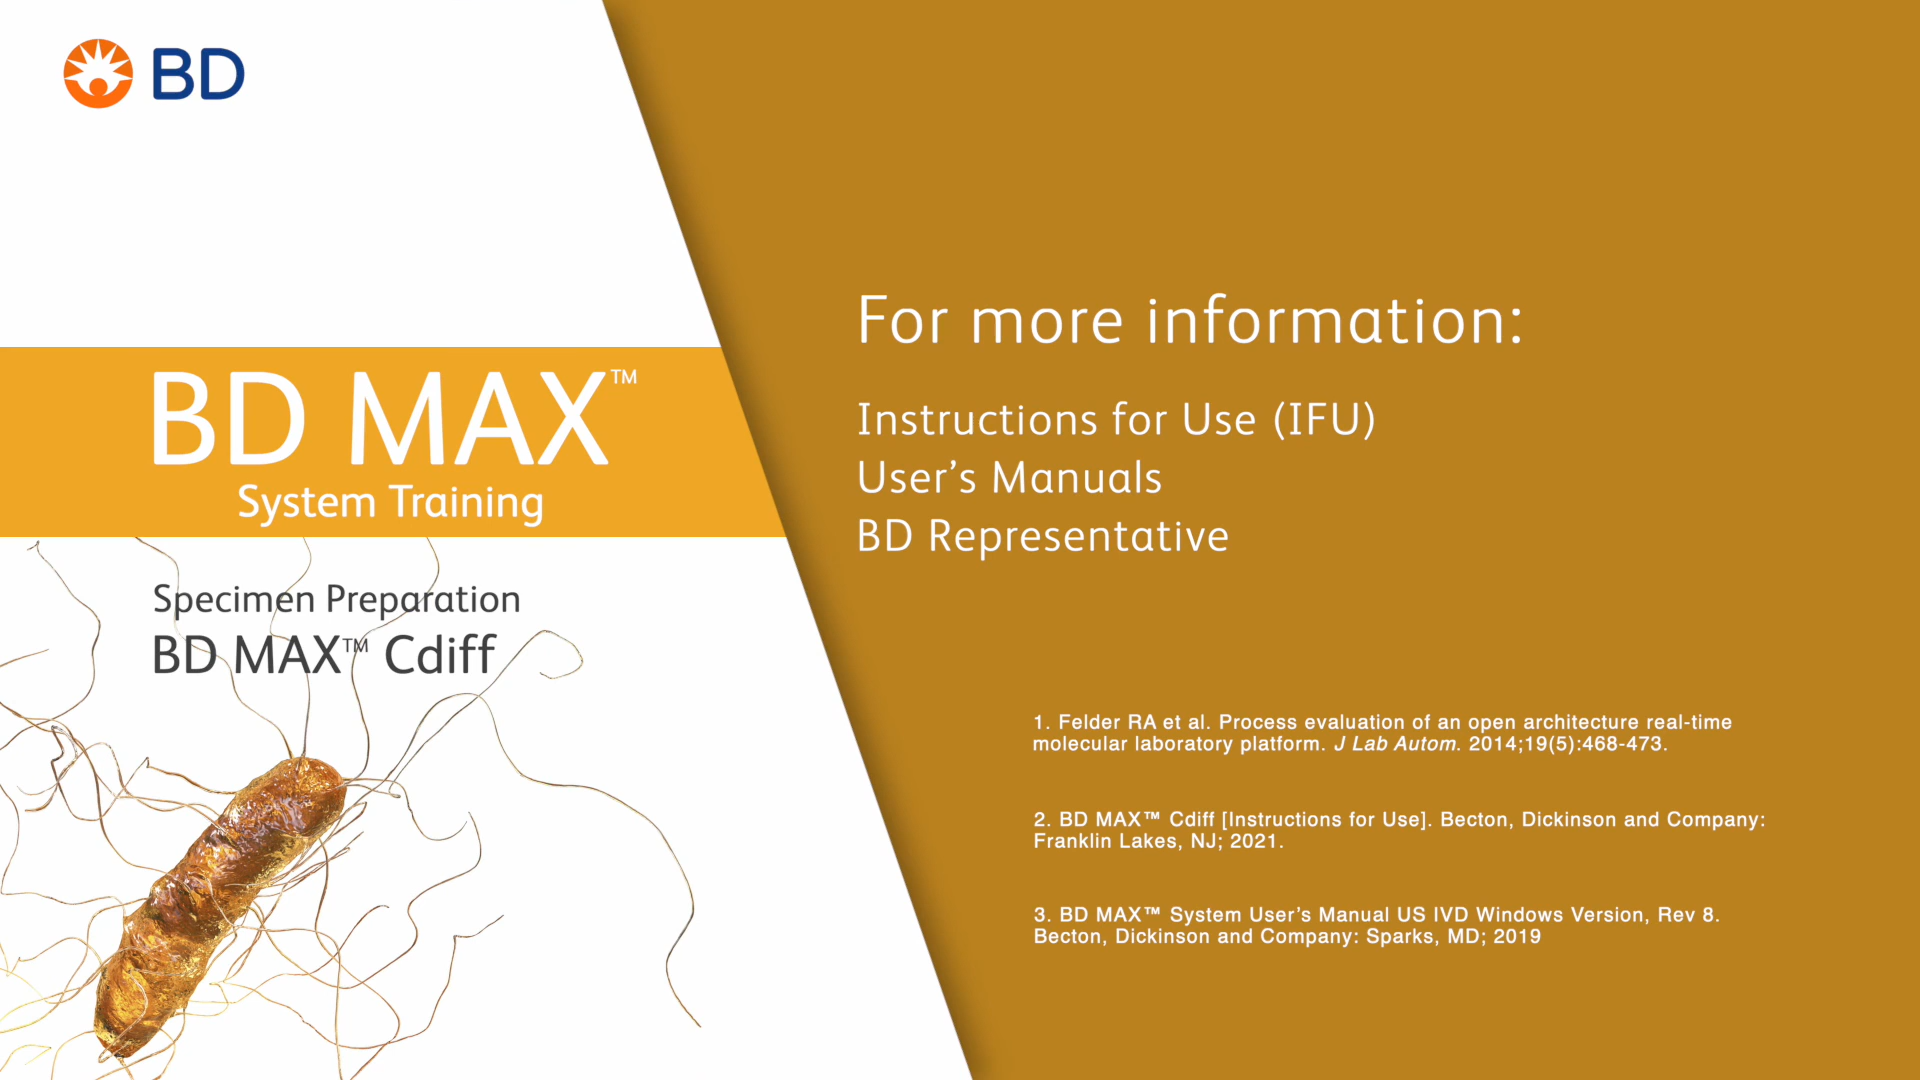 BD
BD MAX™
System Training
Specimen Preparation
BD MAX™ Cdiff
For more information:
Instructions for Use (IFU)
User’s Manuals
BD Representative
1. Felder RA et al. Process evaluation of an open architecture real-time
molecular laboratory platform. J Lab Autom. 2014;19(5):468-473.
2. BD MAX™ Cdiff [Instructions for Use]. Becton, Dickinson and Company:
Franklin Lakes, NJ; 2021.
3. BD MAX™ System User’s Manual US IVD Windows Version, Rev 8.
Becton, Dickinson and Company: Sparks, MD; 2019